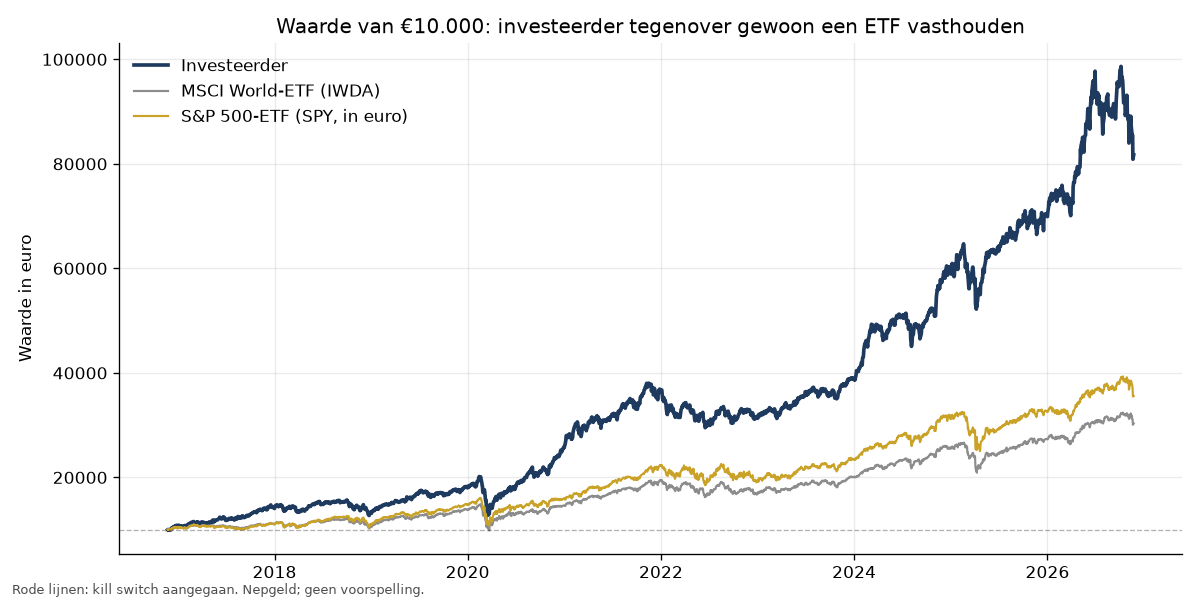 Waarde van €10.000: investeerder tegenover gewoon een ETF vasthouden
Investeerder
MSCI World-ETF (IWDA)
S&P 500-ETF (SPY, in euro)
Waarde in euro
100000
80000
60000
40000
20000
2018
2020
2022
2024
2026
Rode lijnen: kill switch aangegaan. Nepgeld; geen voorspelling.